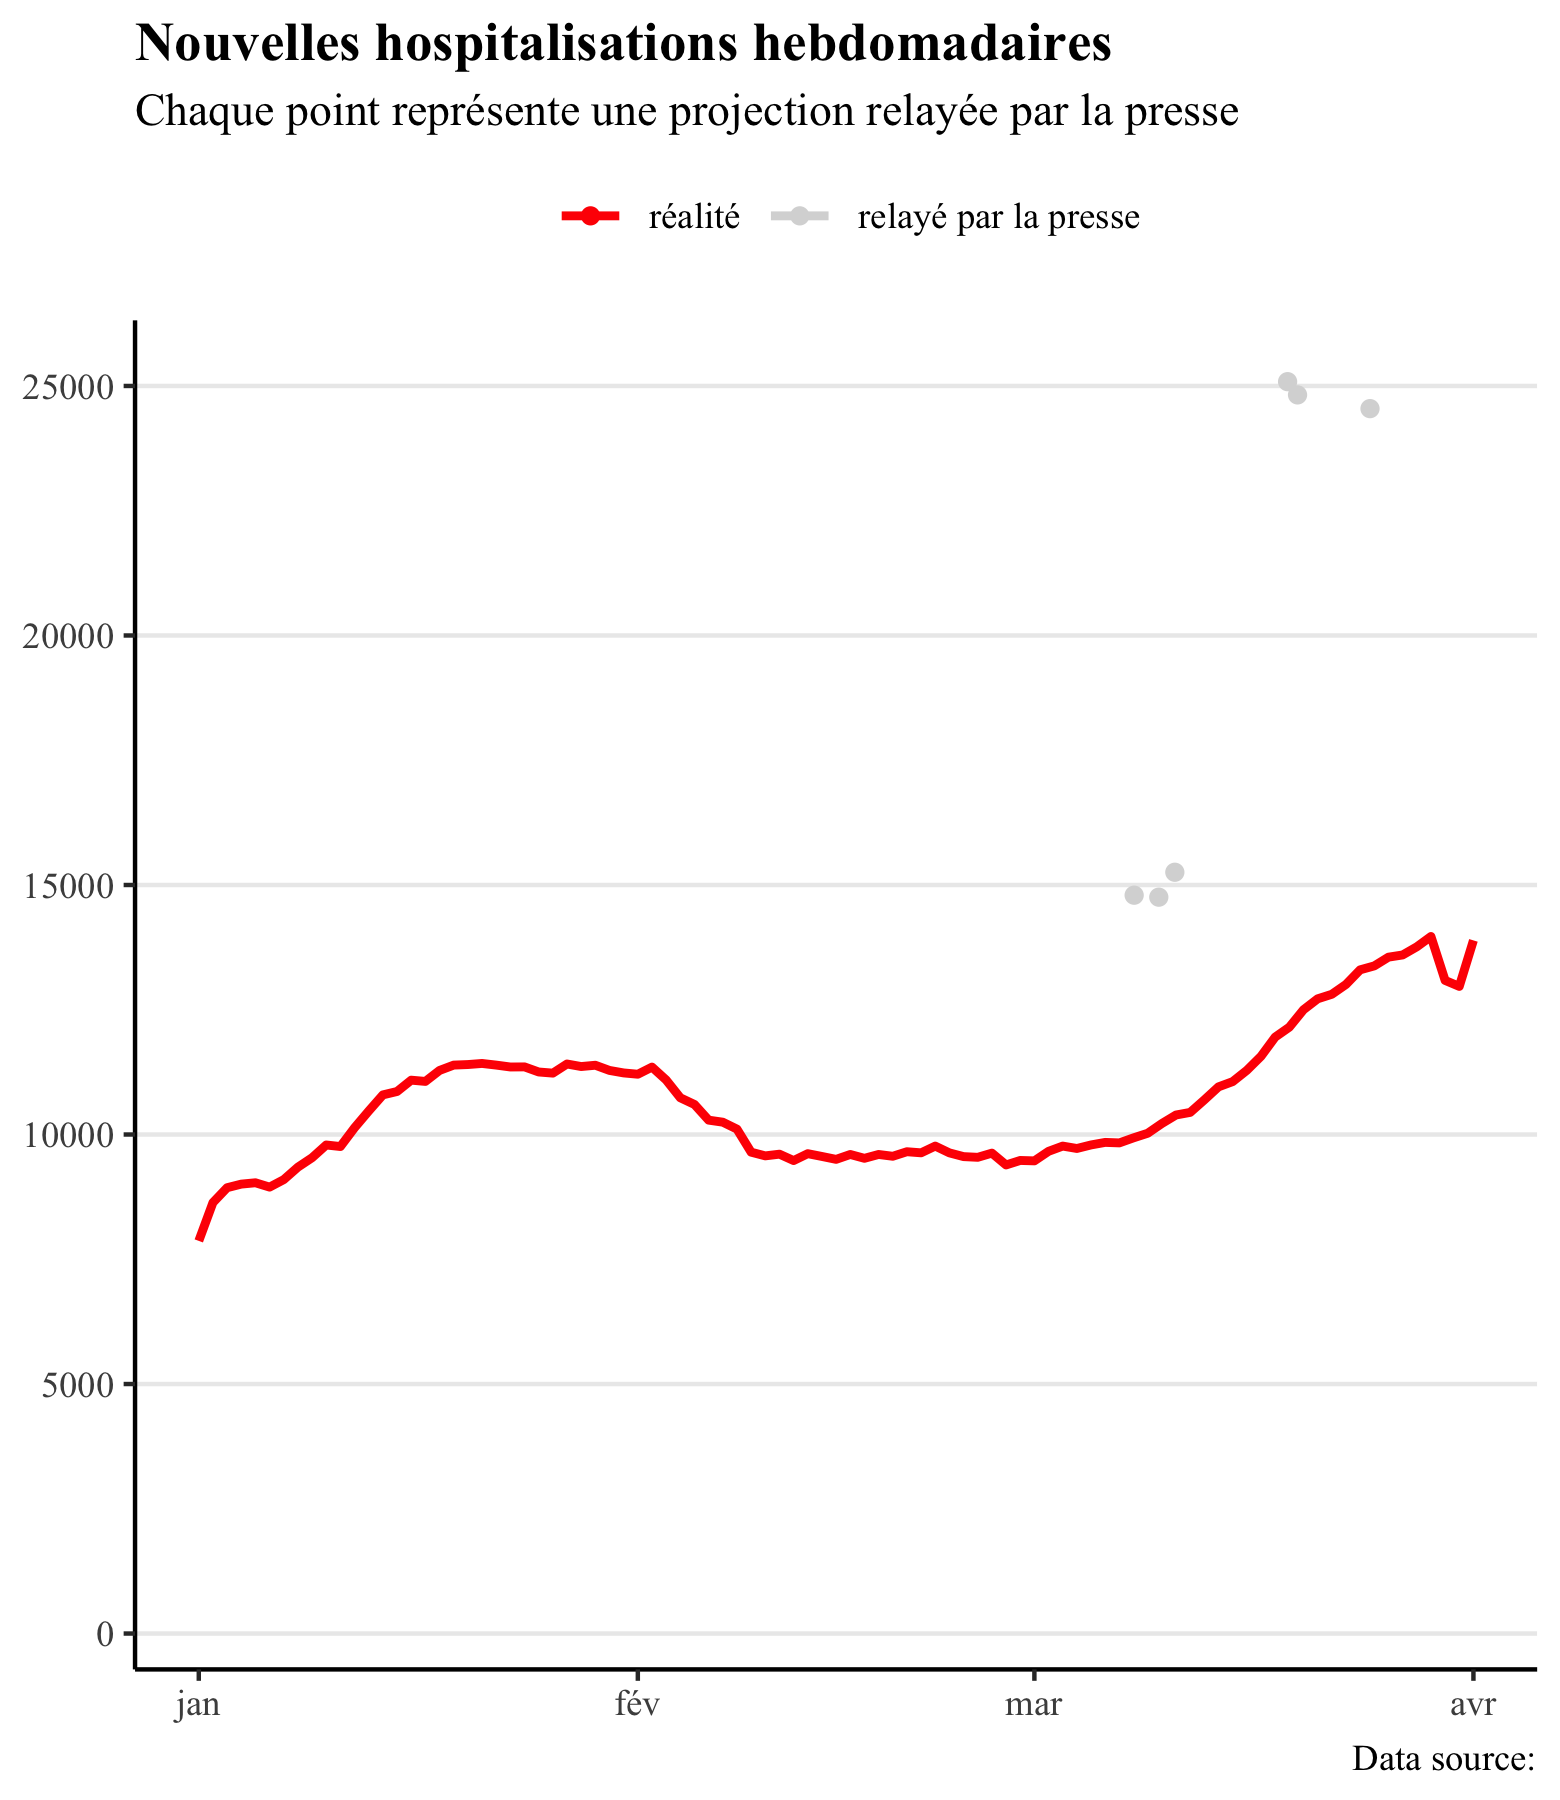 Nouvelles hospitalisations hebdomadaires
Chaque point représente une projection relayée par la presse
réalité relayé par la presse
25000
20000
15000
10000
5000
0
jan fév mar avr
Data source: